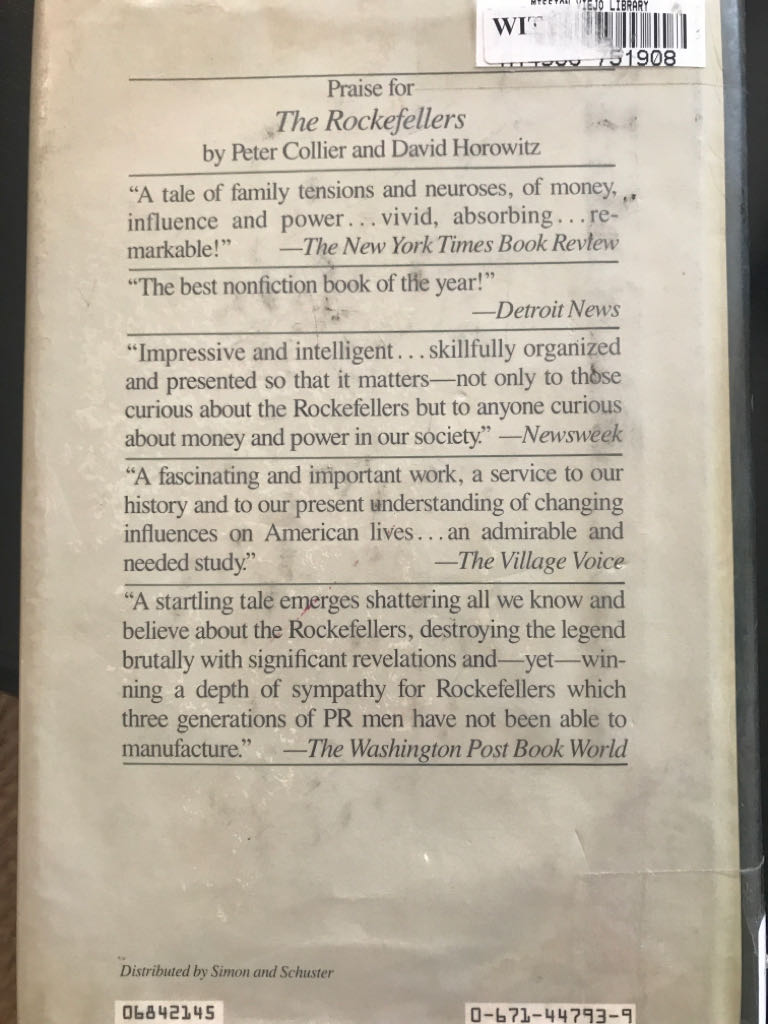 MISSION VIEJO LIBRARY
WIT
751908
Praise for
The Rockefellers
by Peter Collier and David Horowitz
“A tale of family tensions and neuroses, of money,
influence and power...vivid, absorbing...re-
markable!” —The New York Times Book Review
“The best nonfiction book of the year!”
—Detroit News
“Impressive and intelligent...skillfully organized
and presented so that it matters—not only to those
curious about the Rockefellers but to anyone curious
about money and power in our society.” —Newsweek
“A fascinating and important work, a service to our
history and to our present understanding of changing
influences on American lives...an admirable and
needed study.” —The Village Voice
“A startling tale emerges shattering all we know and
believe about the Rockefellers, destroying the legend
brutally with significant revelations and—yet—win-
ning a depth of sympathy for Rockefellers which
three generations of PR men have not been able to
manufacture.” —The Washington Post Book World
Distributed by Simon and Schuster
06842145 0-671-44793-9